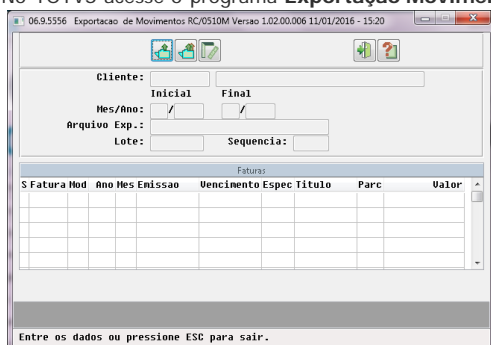 No TOTVS acesse o programa Exportação Movime
06.9.5556 Exportacao de Movimentos RC/0510M Versao 1.02.00.006 11/01/2016 - 15:20
Cliente:
Inicial Final
Mes/Ano: / /
Arquivo Exp.:
Lote: Sequencia:
Faturas
S Fatura Mod Ano Mes Emissao Vencimento Espec Titulo Parc Valor
Entre os dados ou pressione ESC para sair.